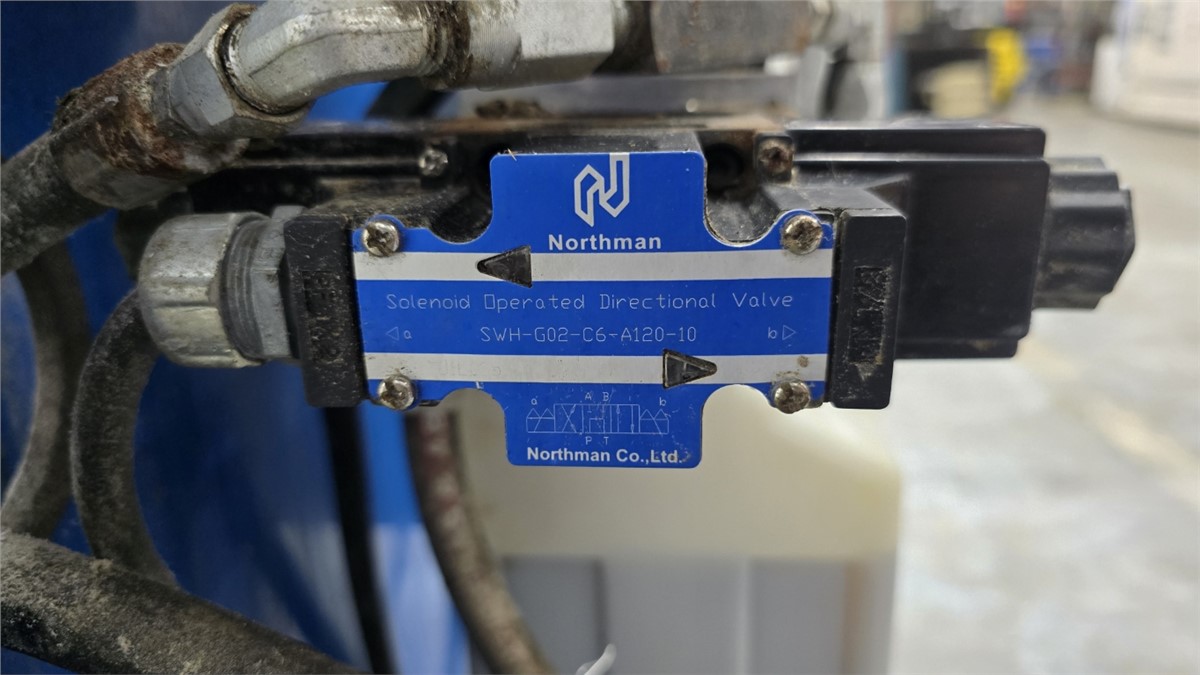 Northman
Solenoid Operated Directional Valve
◁a SWH-G02-C6-A120-10 b▷
a A B b
P T
Northman Co.,Ltd.